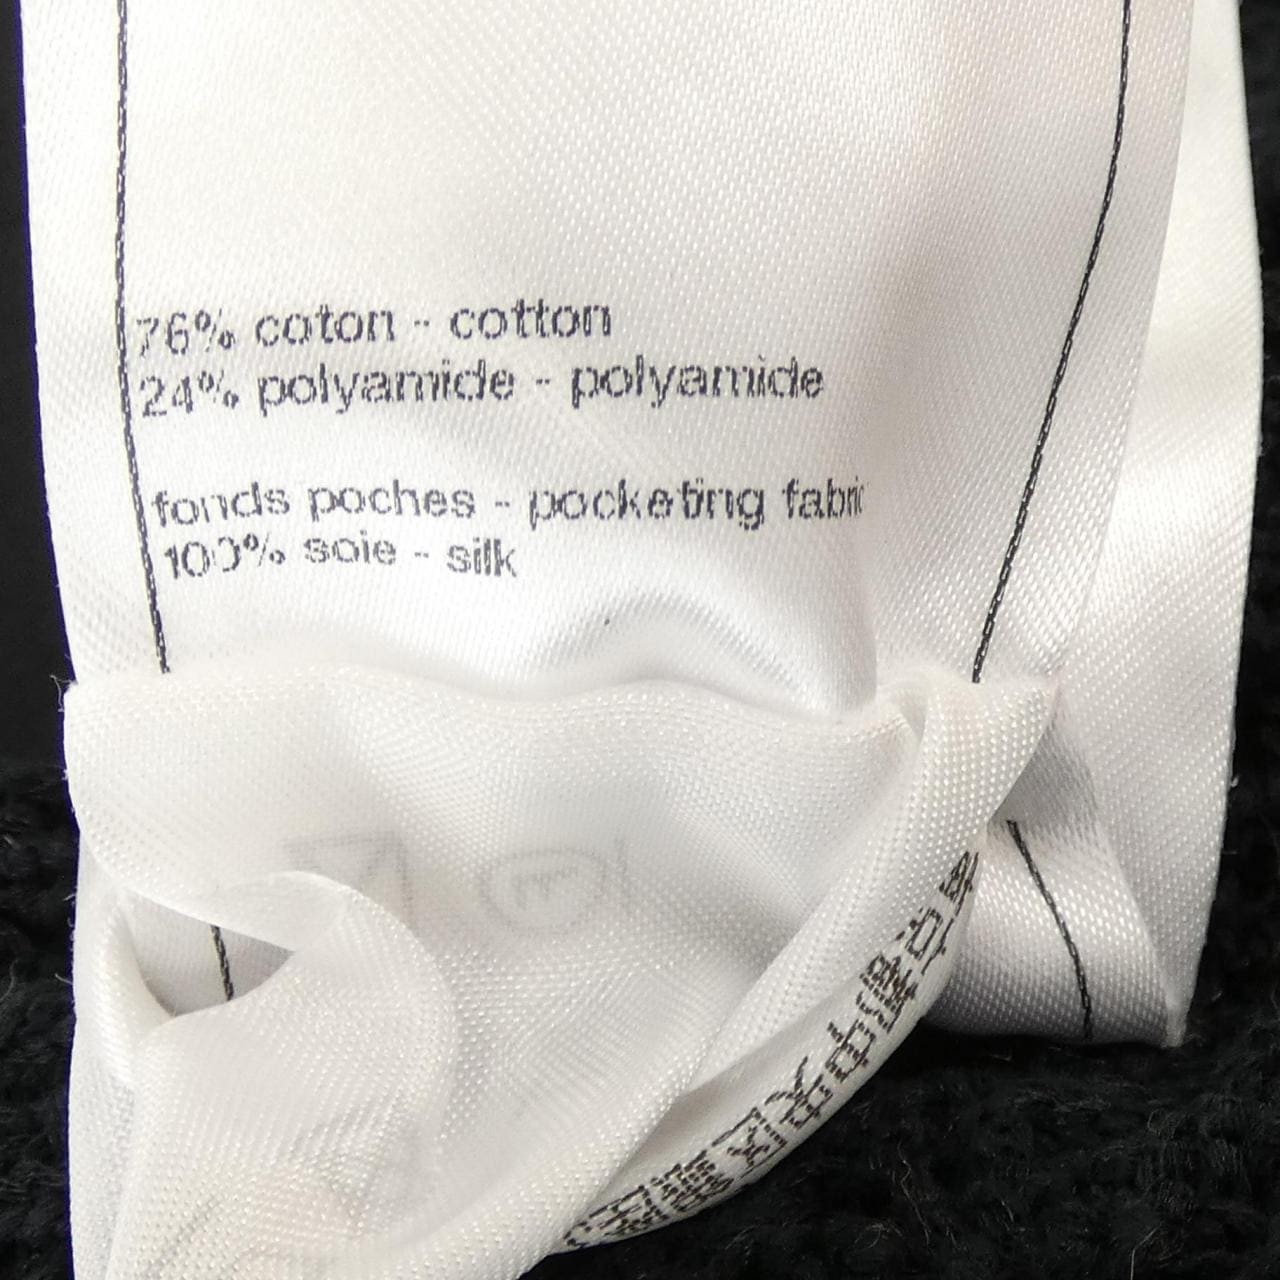 76% coton - cotton
24% polyamide - polyamide
fonds poches - pocketing fabric
100% soie - silk